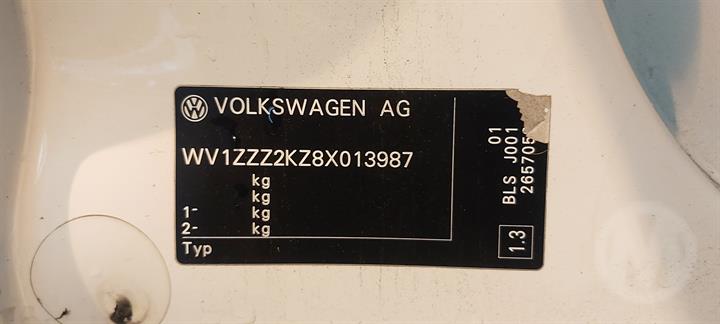 VOLKSWAGEN AG
WV1ZZZ2KZ8X013987
kg
kg
1- kg
2- kg
Typ
01
BLS J001
1.3